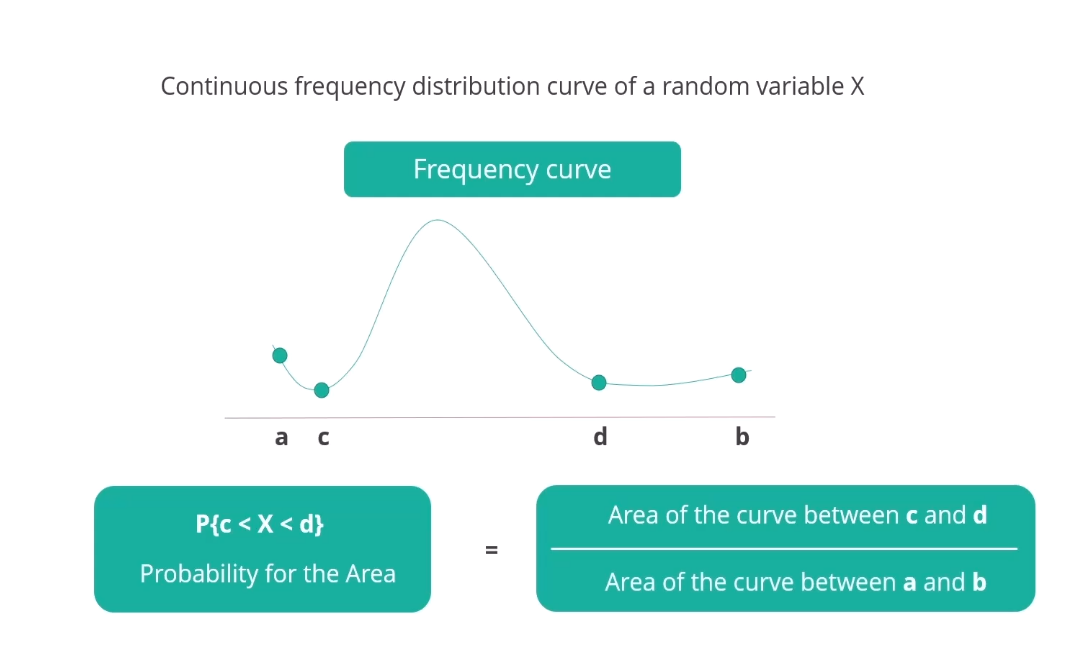 Continuous frequency distribution curve of a random variable X
Frequency curve
a c d b
P{c < X < d}
Probability for the Area
=
Area of the curve between c and d
Area of the curve between a and b